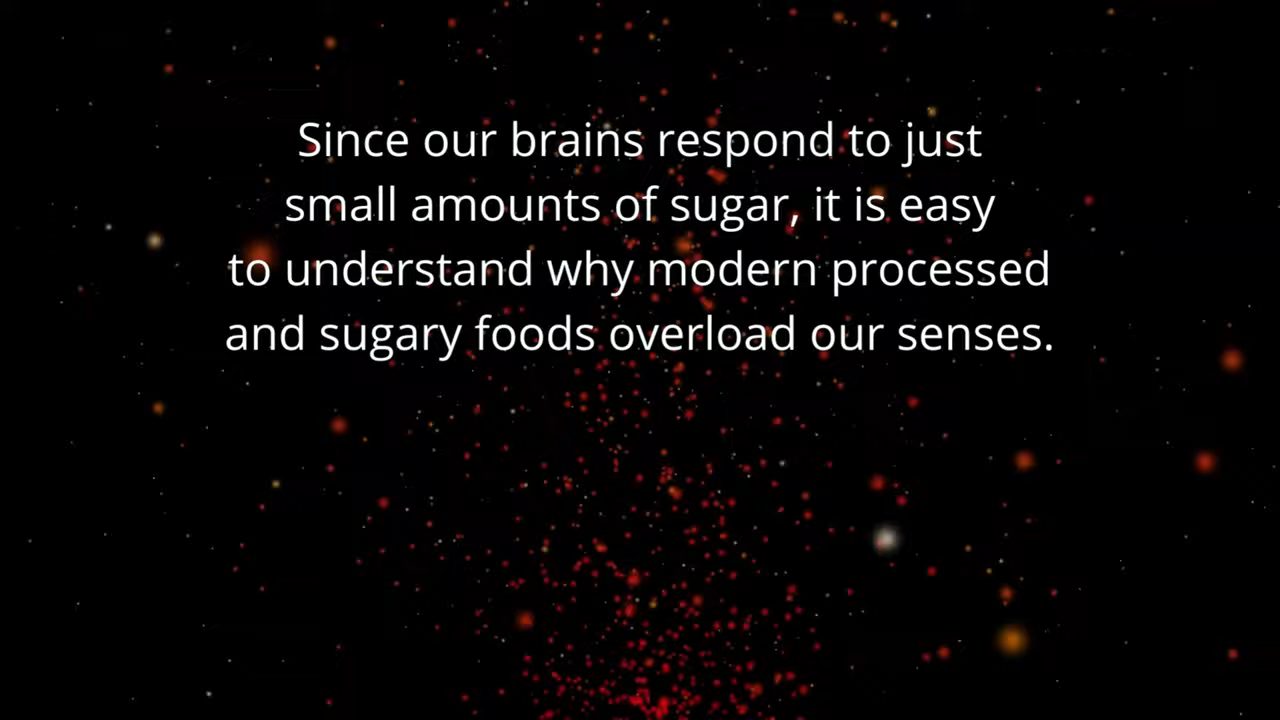 Since our brains respond to just
small amounts of sugar, it is easy
to understand why modern processed
and sugary foods overload our senses.